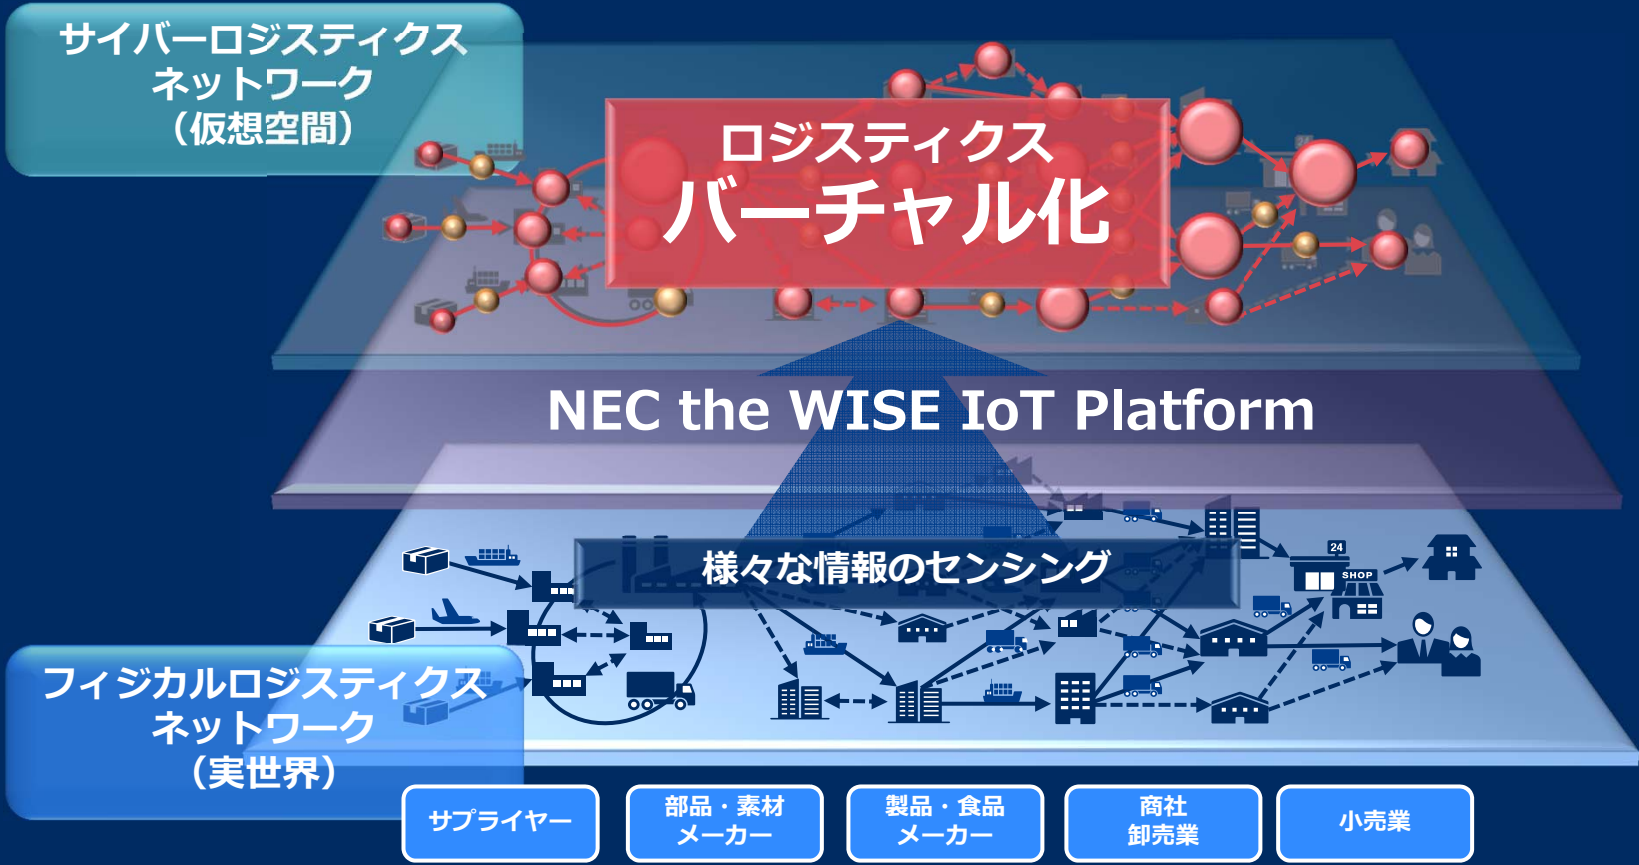 サイバーロジスティクス
ネットワーク
（仮想空間）
ロジスティクス
バーチャル化
NEC the WISE IoT Platform
様々な情報のセンシング
24
SHOP
フィジカルロジスティクス
ネットワーク
（実世界）
サプライヤー
部品・素材
メーカー
製品・食品
メーカー
商社
卸売業
小売業